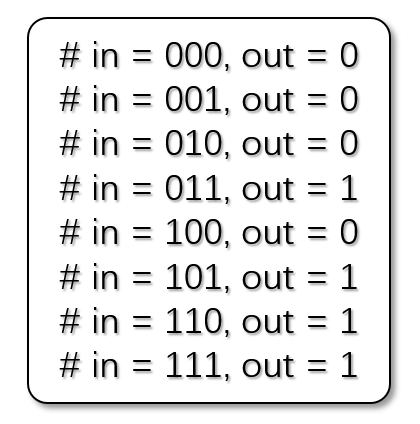 # in = 000, out = 0
# in = 001, out = 0
# in = 010, out = 0
# in = 011, out = 1
# in = 100, out = 0
# in = 101, out = 1
# in = 110, out = 1
# in = 111, out = 1